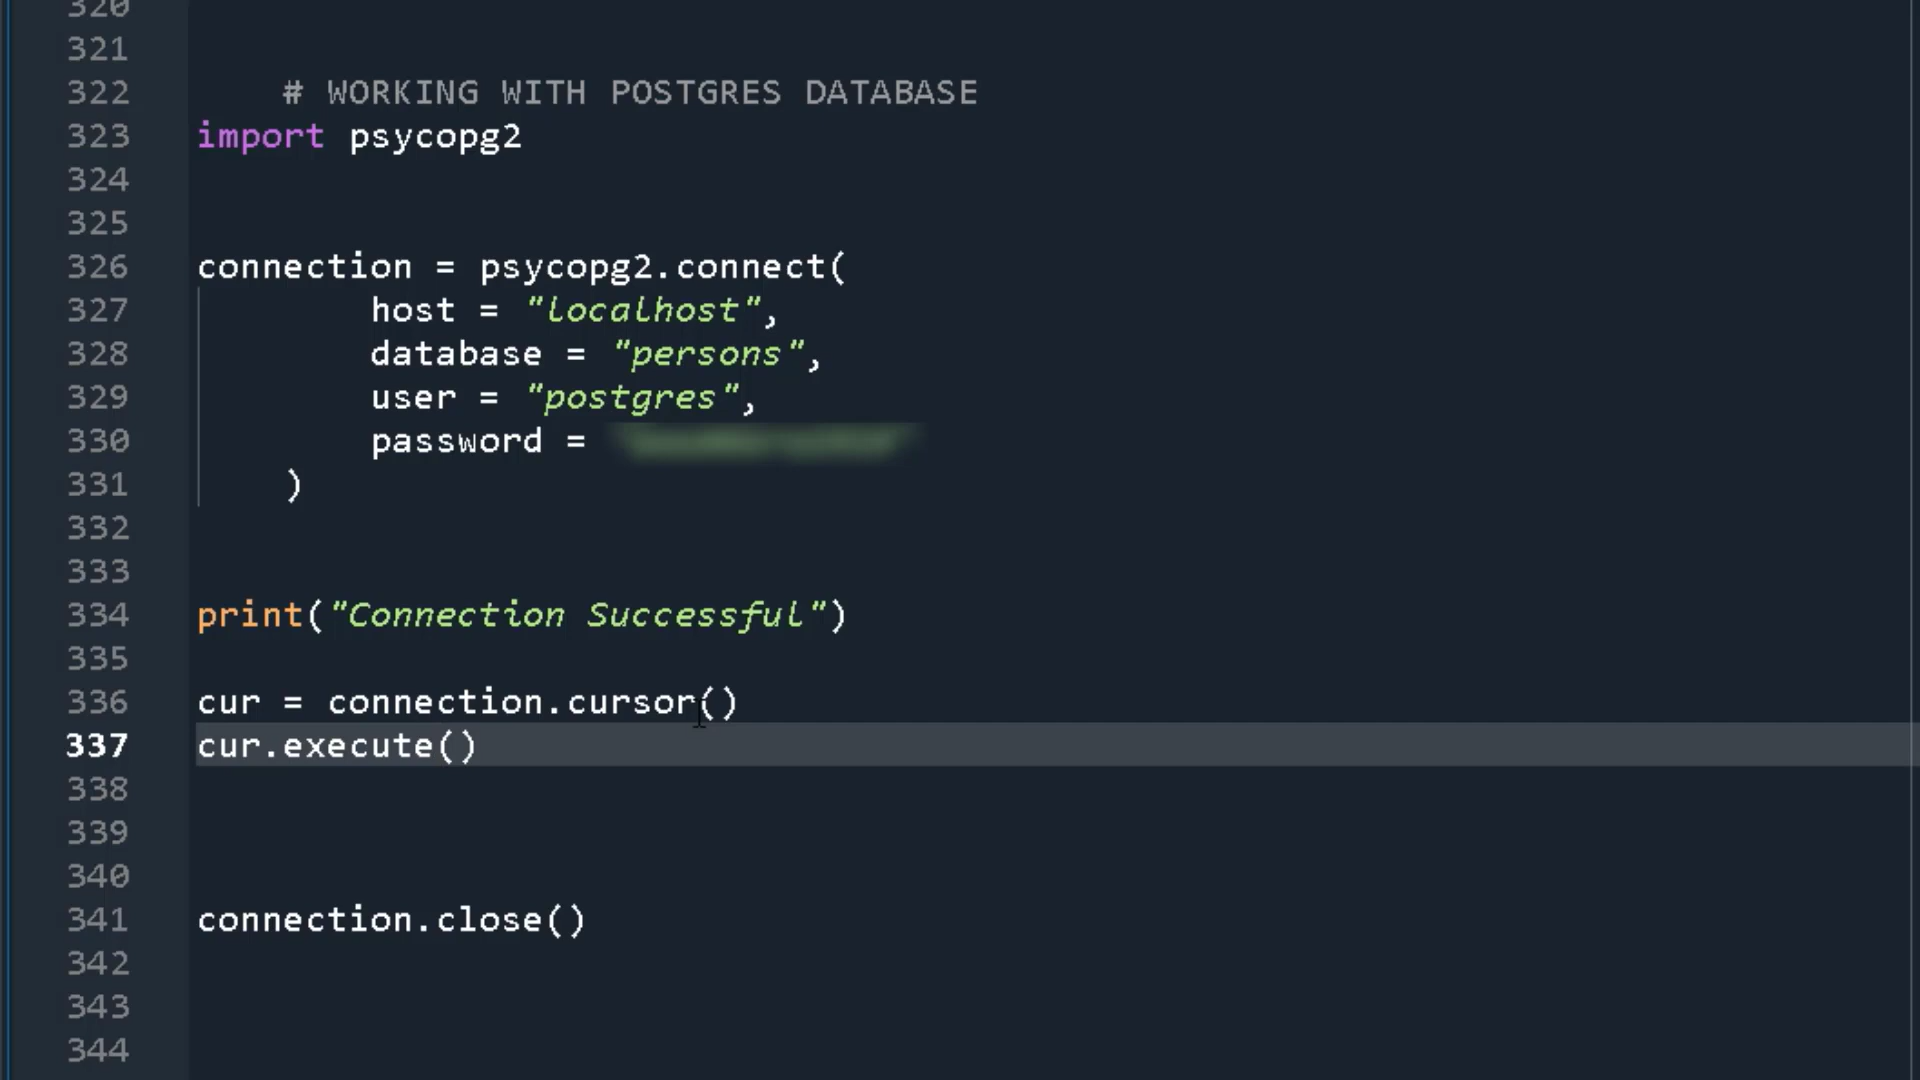 320
321
322 # WORKING WITH POSTGRES DATABASE
323 import psycopg2
324
325
326 connection = psycopg2.connect(
327 host = "localhost",
328 database = "persons",
329 user = "postgres",
330 password =
331 )
332
333
334 print("Connection Successful")
335
336 cur = connection.cursor()
337 cur.execute()
338
339
340
341 connection.close()
342
343
344